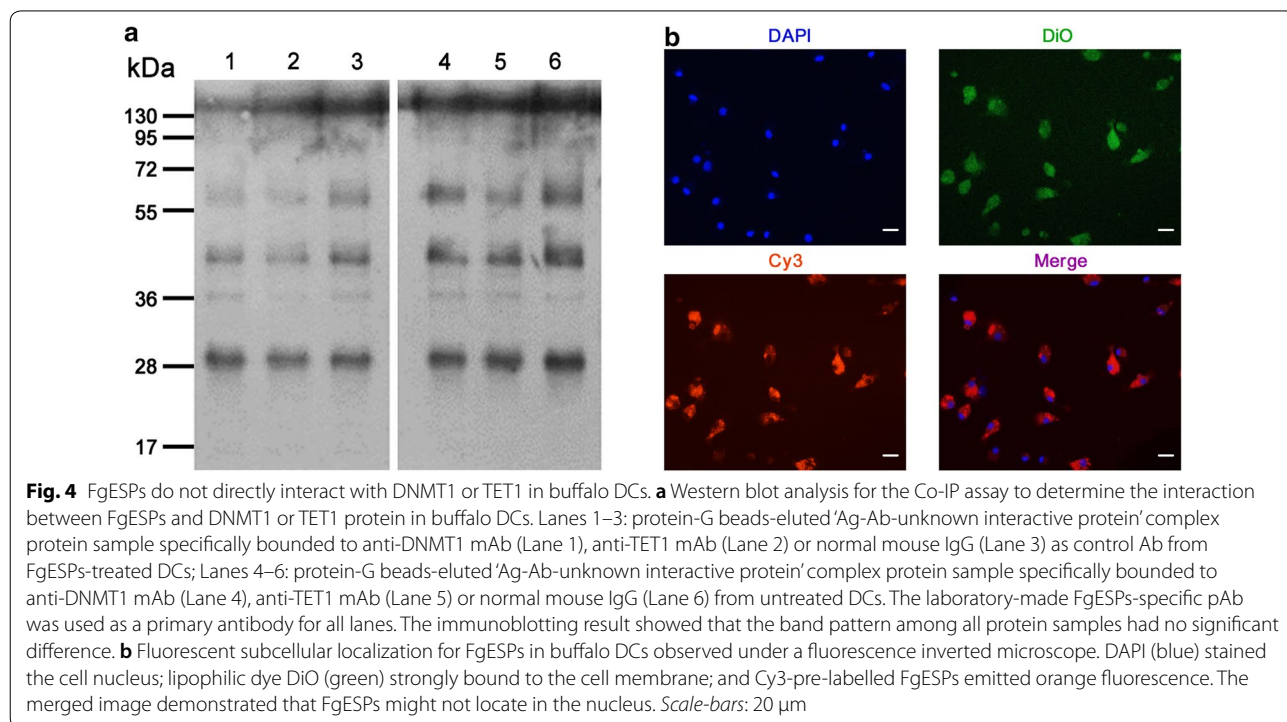 a
kDa 1 2 3 4 5 6
130
95
72
55
36
28
17
b
DAPI DiO
Cy3 Merge
Fig. 4 FgESPs do not directly interact with DNMT1 or TET1 in buffalo DCs. a Western blot analysis for the Co-IP assay to determine the interaction
between FgESPs and DNMT1 or TET1 protein in buffalo DCs. Lanes 1–3: protein-G beads-eluted ‘Ag-Ab-unknown interactive protein’ complex
protein sample specifically bounded to anti-DNMT1 mAb (Lane 1), anti-TET1 mAb (Lane 2) or normal mouse IgG (Lane 3) as control Ab from
FgESPs-treated DCs; Lanes 4–6: protein-G beads-eluted ‘Ag-Ab-unknown interactive protein’ complex protein sample specifically bounded to
anti-DNMT1 mAb (Lane 4), anti-TET1 mAb (Lane 5) or normal mouse IgG (Lane 6) from untreated DCs. The laboratory-made FgESPs-specific pAb
was used as a primary antibody for all lanes. The immunoblotting result showed that the band pattern among all protein samples had no significant
difference. b Fluorescent subcellular localization for FgESPs in buffalo DCs observed under a fluorescence inverted microscope. DAPI (blue) stained
the cell nucleus; lipophilic dye DiO (green) strongly bound to the cell membrane; and Cy3-pre-labelled FgESPs emitted orange fluorescence. The
merged image demonstrated that FgESPs might not locate in the nucleus. Scale-bars: 20 μm